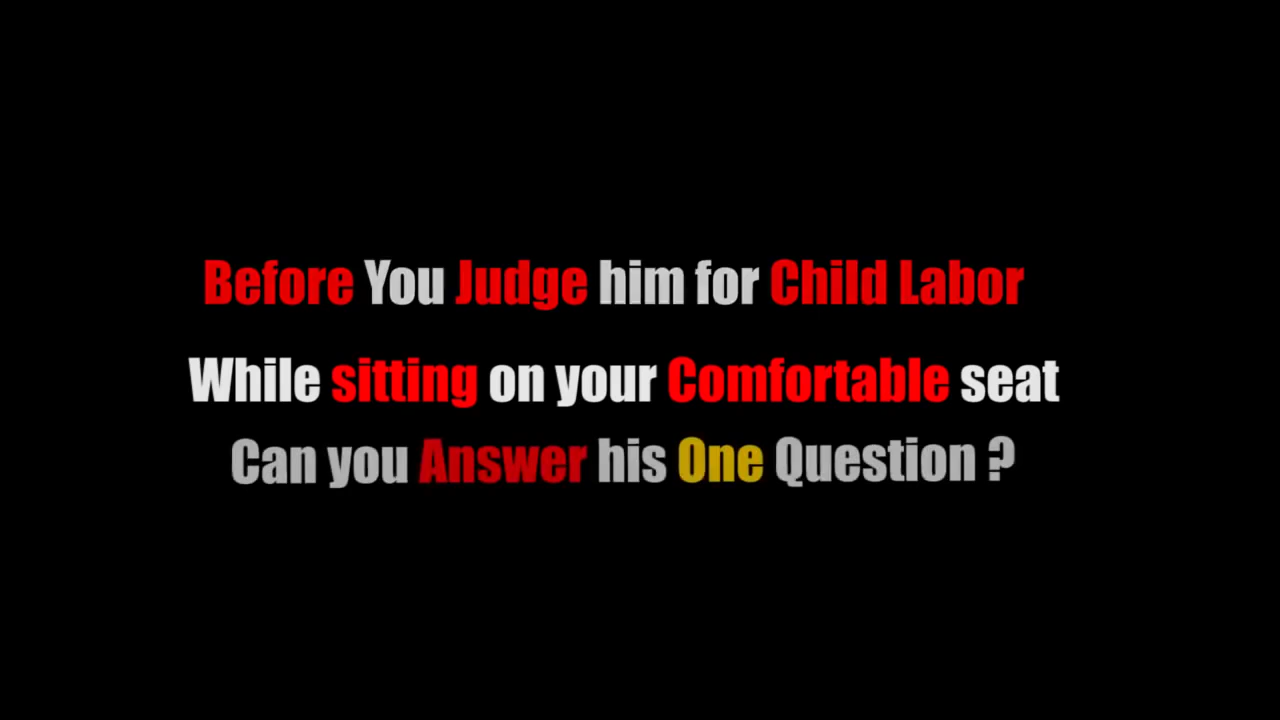 Before You Judge him for Child Labor
While sitting on your Comfortable seat
Can you Answer his One Question ?